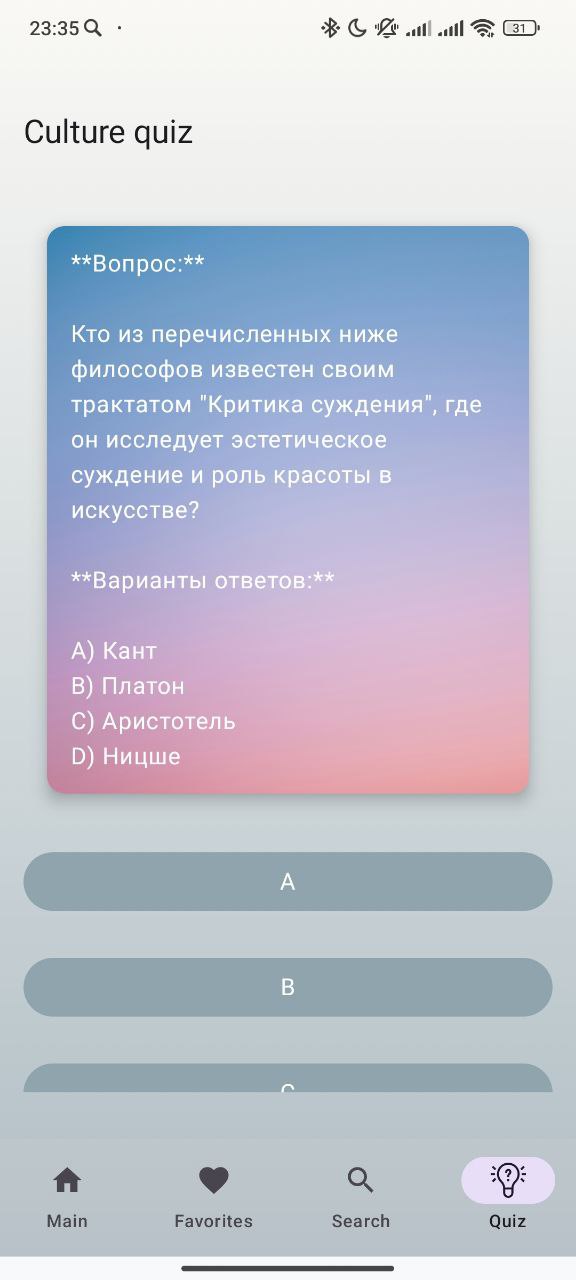 23:35
31
Culture quiz
**Вопрос:**
Кто из перечисленных ниже
философов известен своим
трактатом "Критика суждения", где
он исследует эстетическое
суждение и роль красоты в
искусстве?
**Варианты ответов:**
A) Кант
B) Платон
C) Аристотель
D) Ницше
A
B
C
Main
Favorites
Search
Quiz